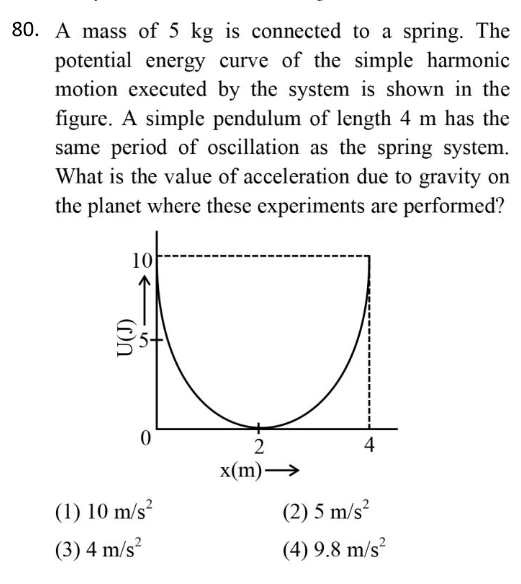 80. A mass of 5 kg is connected to a spring. The
potential energy curve of the simple harmonic
motion executed by the system is shown in the
figure. A simple pendulum of length 4 m has the
same period of oscillation as the spring system.
What is the value of acceleration due to gravity on
the planet where these experiments are performed?
10
U(J)
5
0
2
4
x(m)
(1) 10 m/s²
(2) 5 m/s²
(3) 4 m/s²
(4) 9.8 m/s²